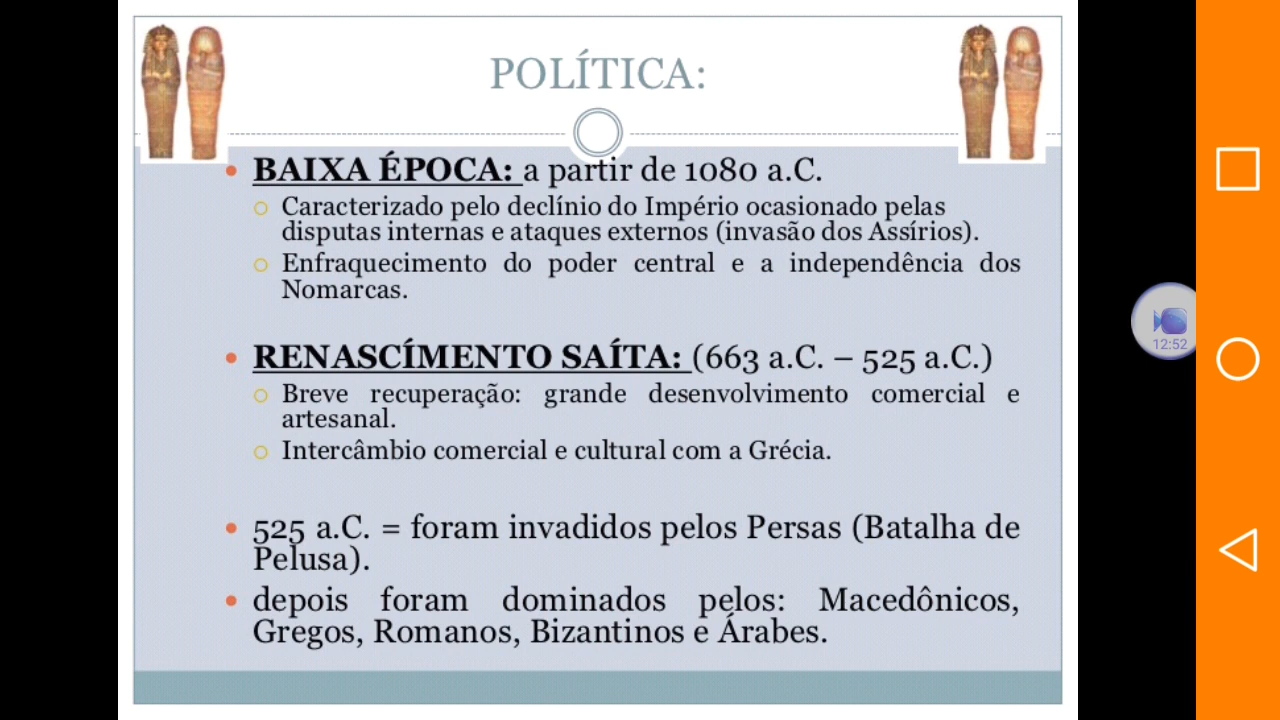 POLÍTICA:
BAIXA ÉPOCA: a partir de 1080 a.C.
Caracterizado pelo declínio do Império ocasionado pelas
disputas internas e ataques externos (invasão dos Assírios).
Enfraquecimento do poder central e a independência dos
Nomarcas.
RENASCÍMENTO SAÍTA: (663 a.C. – 525 a.C.)
Breve recuperação: grande desenvolvimento comercial e
artesanal.
Intercâmbio comercial e cultural com a Grécia.
525 a.C. = foram invadidos pelos Persas (Batalha de
Pelusa).
depois foram dominados pelos: Macedônicos,
Gregos, Romanos, Bizantinos e Árabes.
12:52